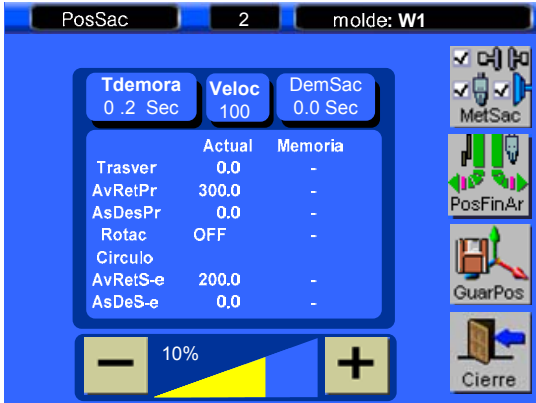 PosSac 2 molde: W1
Tdemora Veloc DemSac
0 .2 Sec 100 0.0 Sec
Actual Memoria
Trasver 0.0 -
AvRetPr 300.0 -
AsDesPr 0.0 -
Rotac OFF -
Circulo
AvRetS-e 200.0 -
AsDeS-e 0.0 -
10%
MetSac
PosFinAr
GuarPos
Cierre